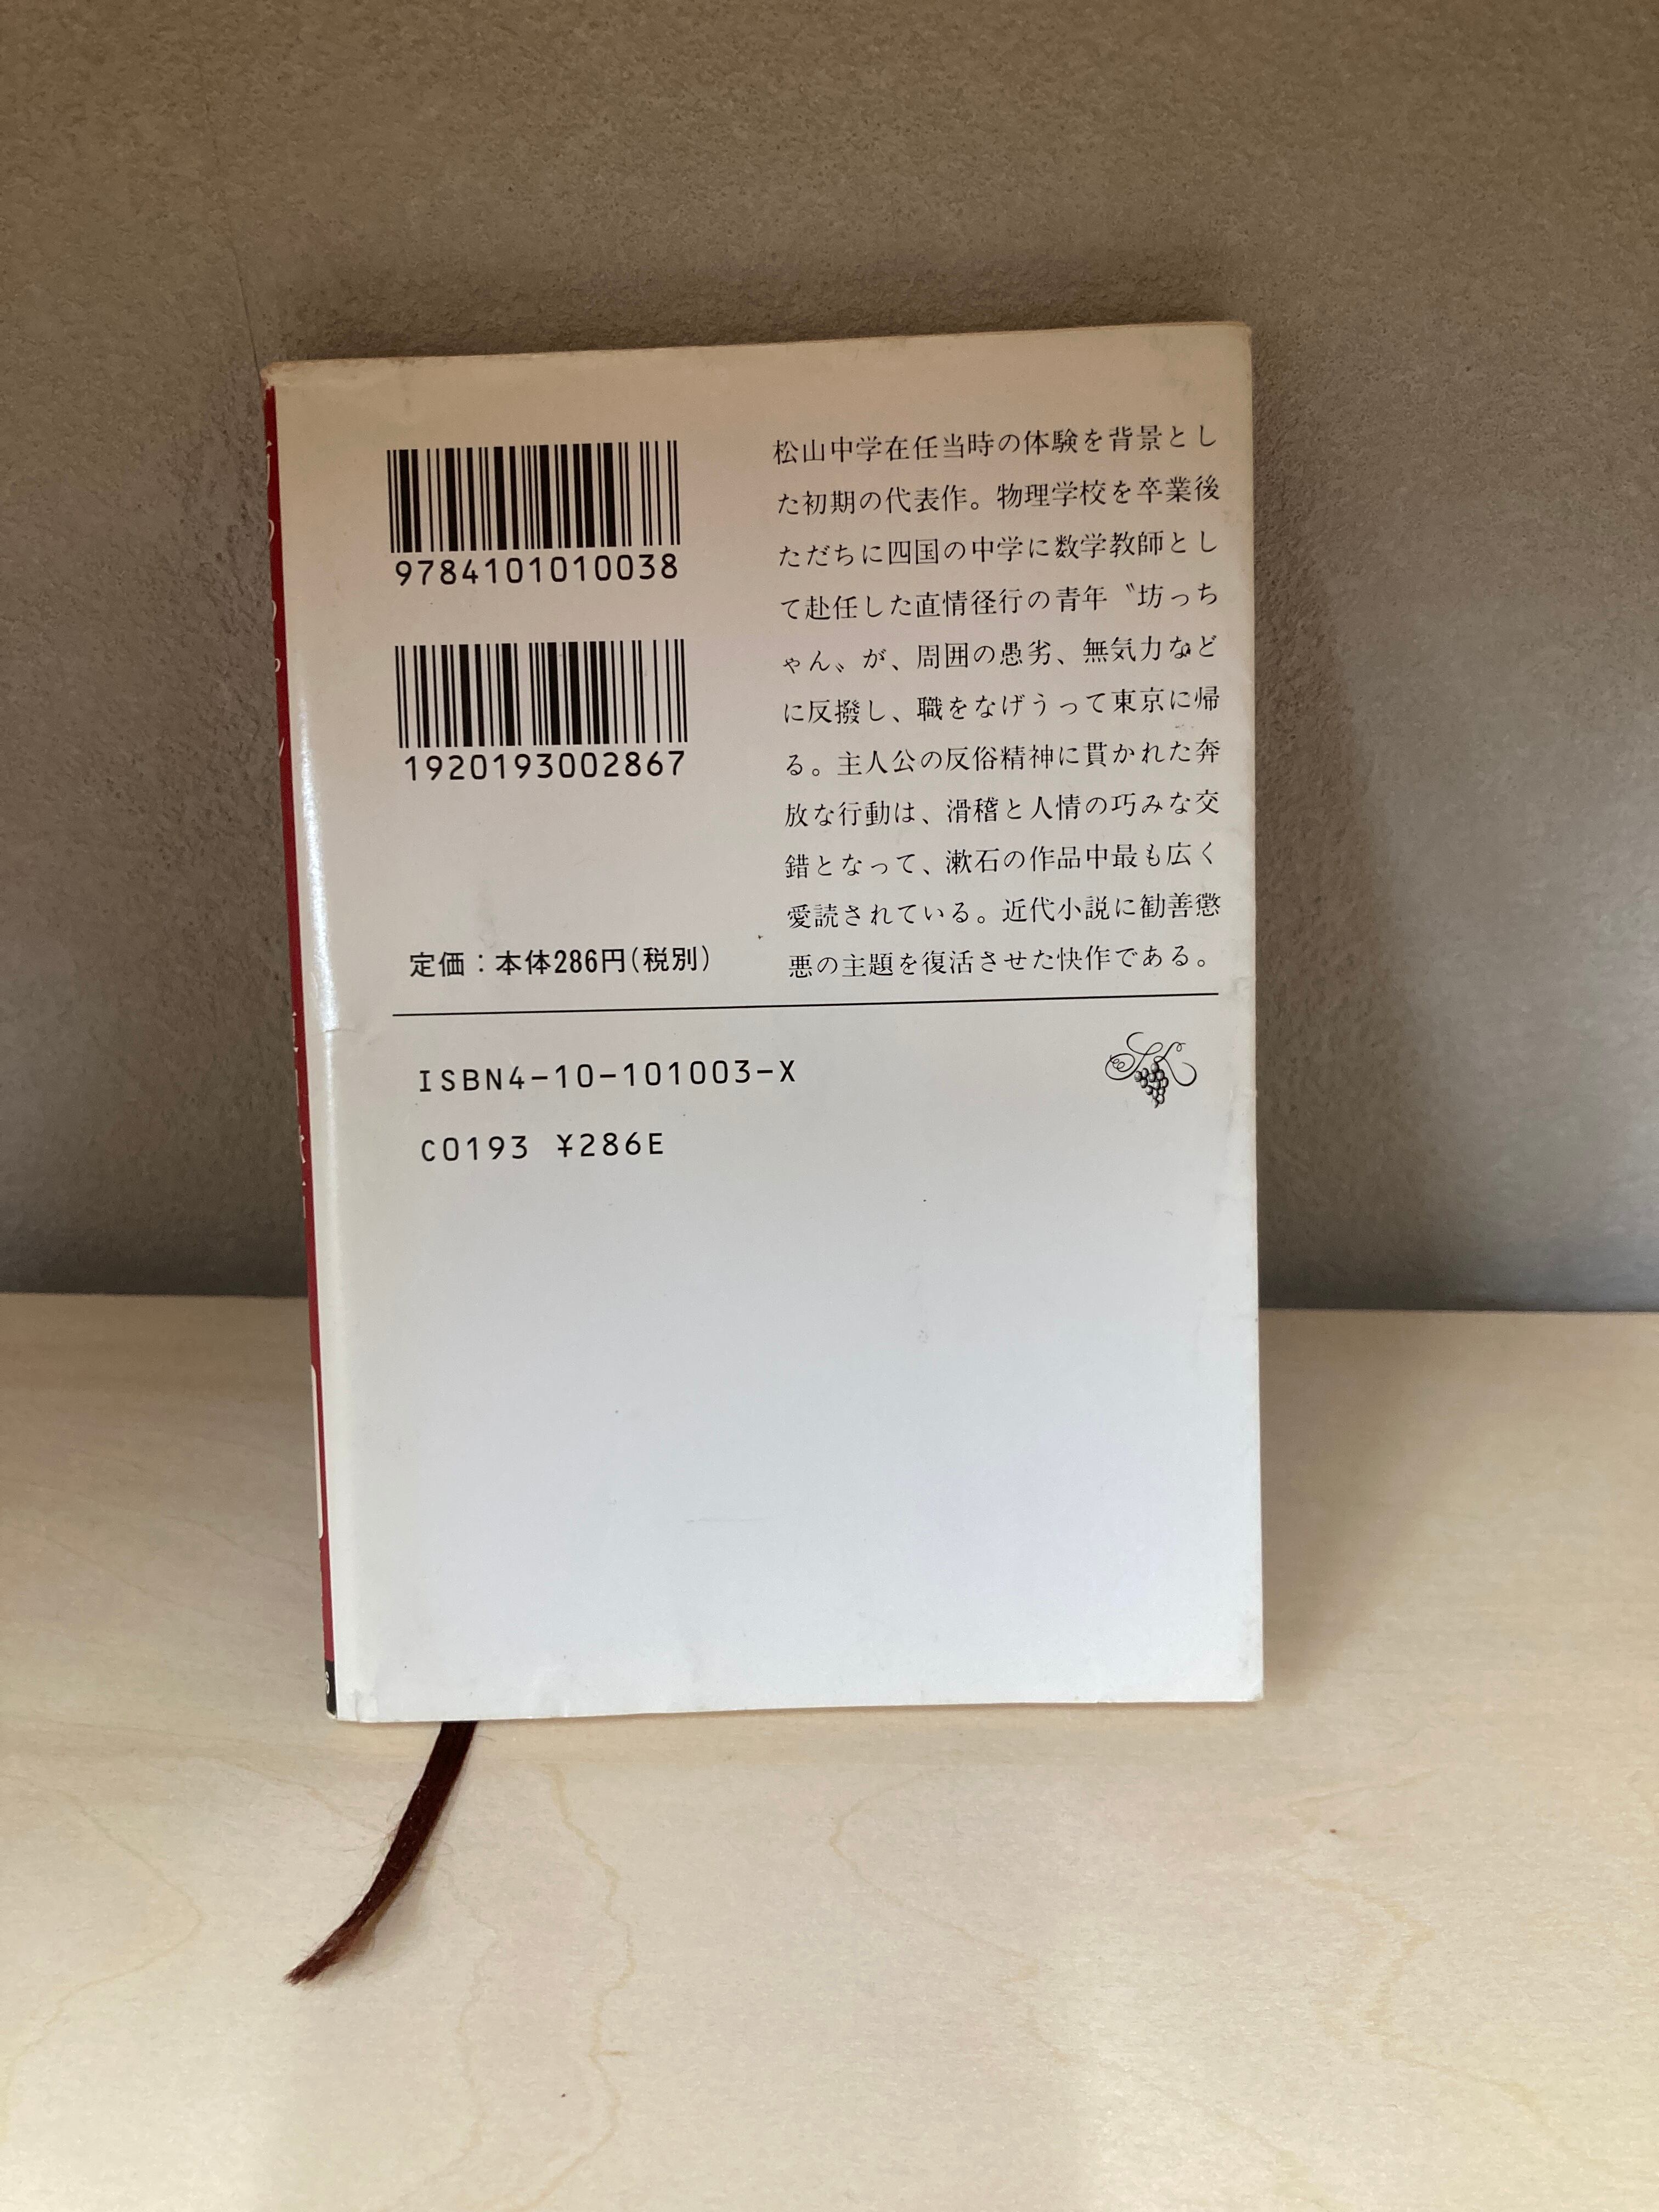 9784101010038
1920193002867
定価：本体286円(税別)
松山中学在任当時の体験を背景とし
た初期の代表作。物理学校を卒業後
ただちに四国の中学に数学教師とし
て赴任した直情径行の青年〝坊っち
ゃん〟が、周囲の愚劣、無気力など
に反撥し、職をなげうって東京に帰
る。主人公の反俗精神に貫かれた奔
放な行動は、滑稽と人情の巧みな交
錯となって、漱石の作品中最も広く
愛読されている。近代小説に勧善懲
悪の主題を復活させた快作である。
ISBN4-10-101003-X
C0193 ¥286E